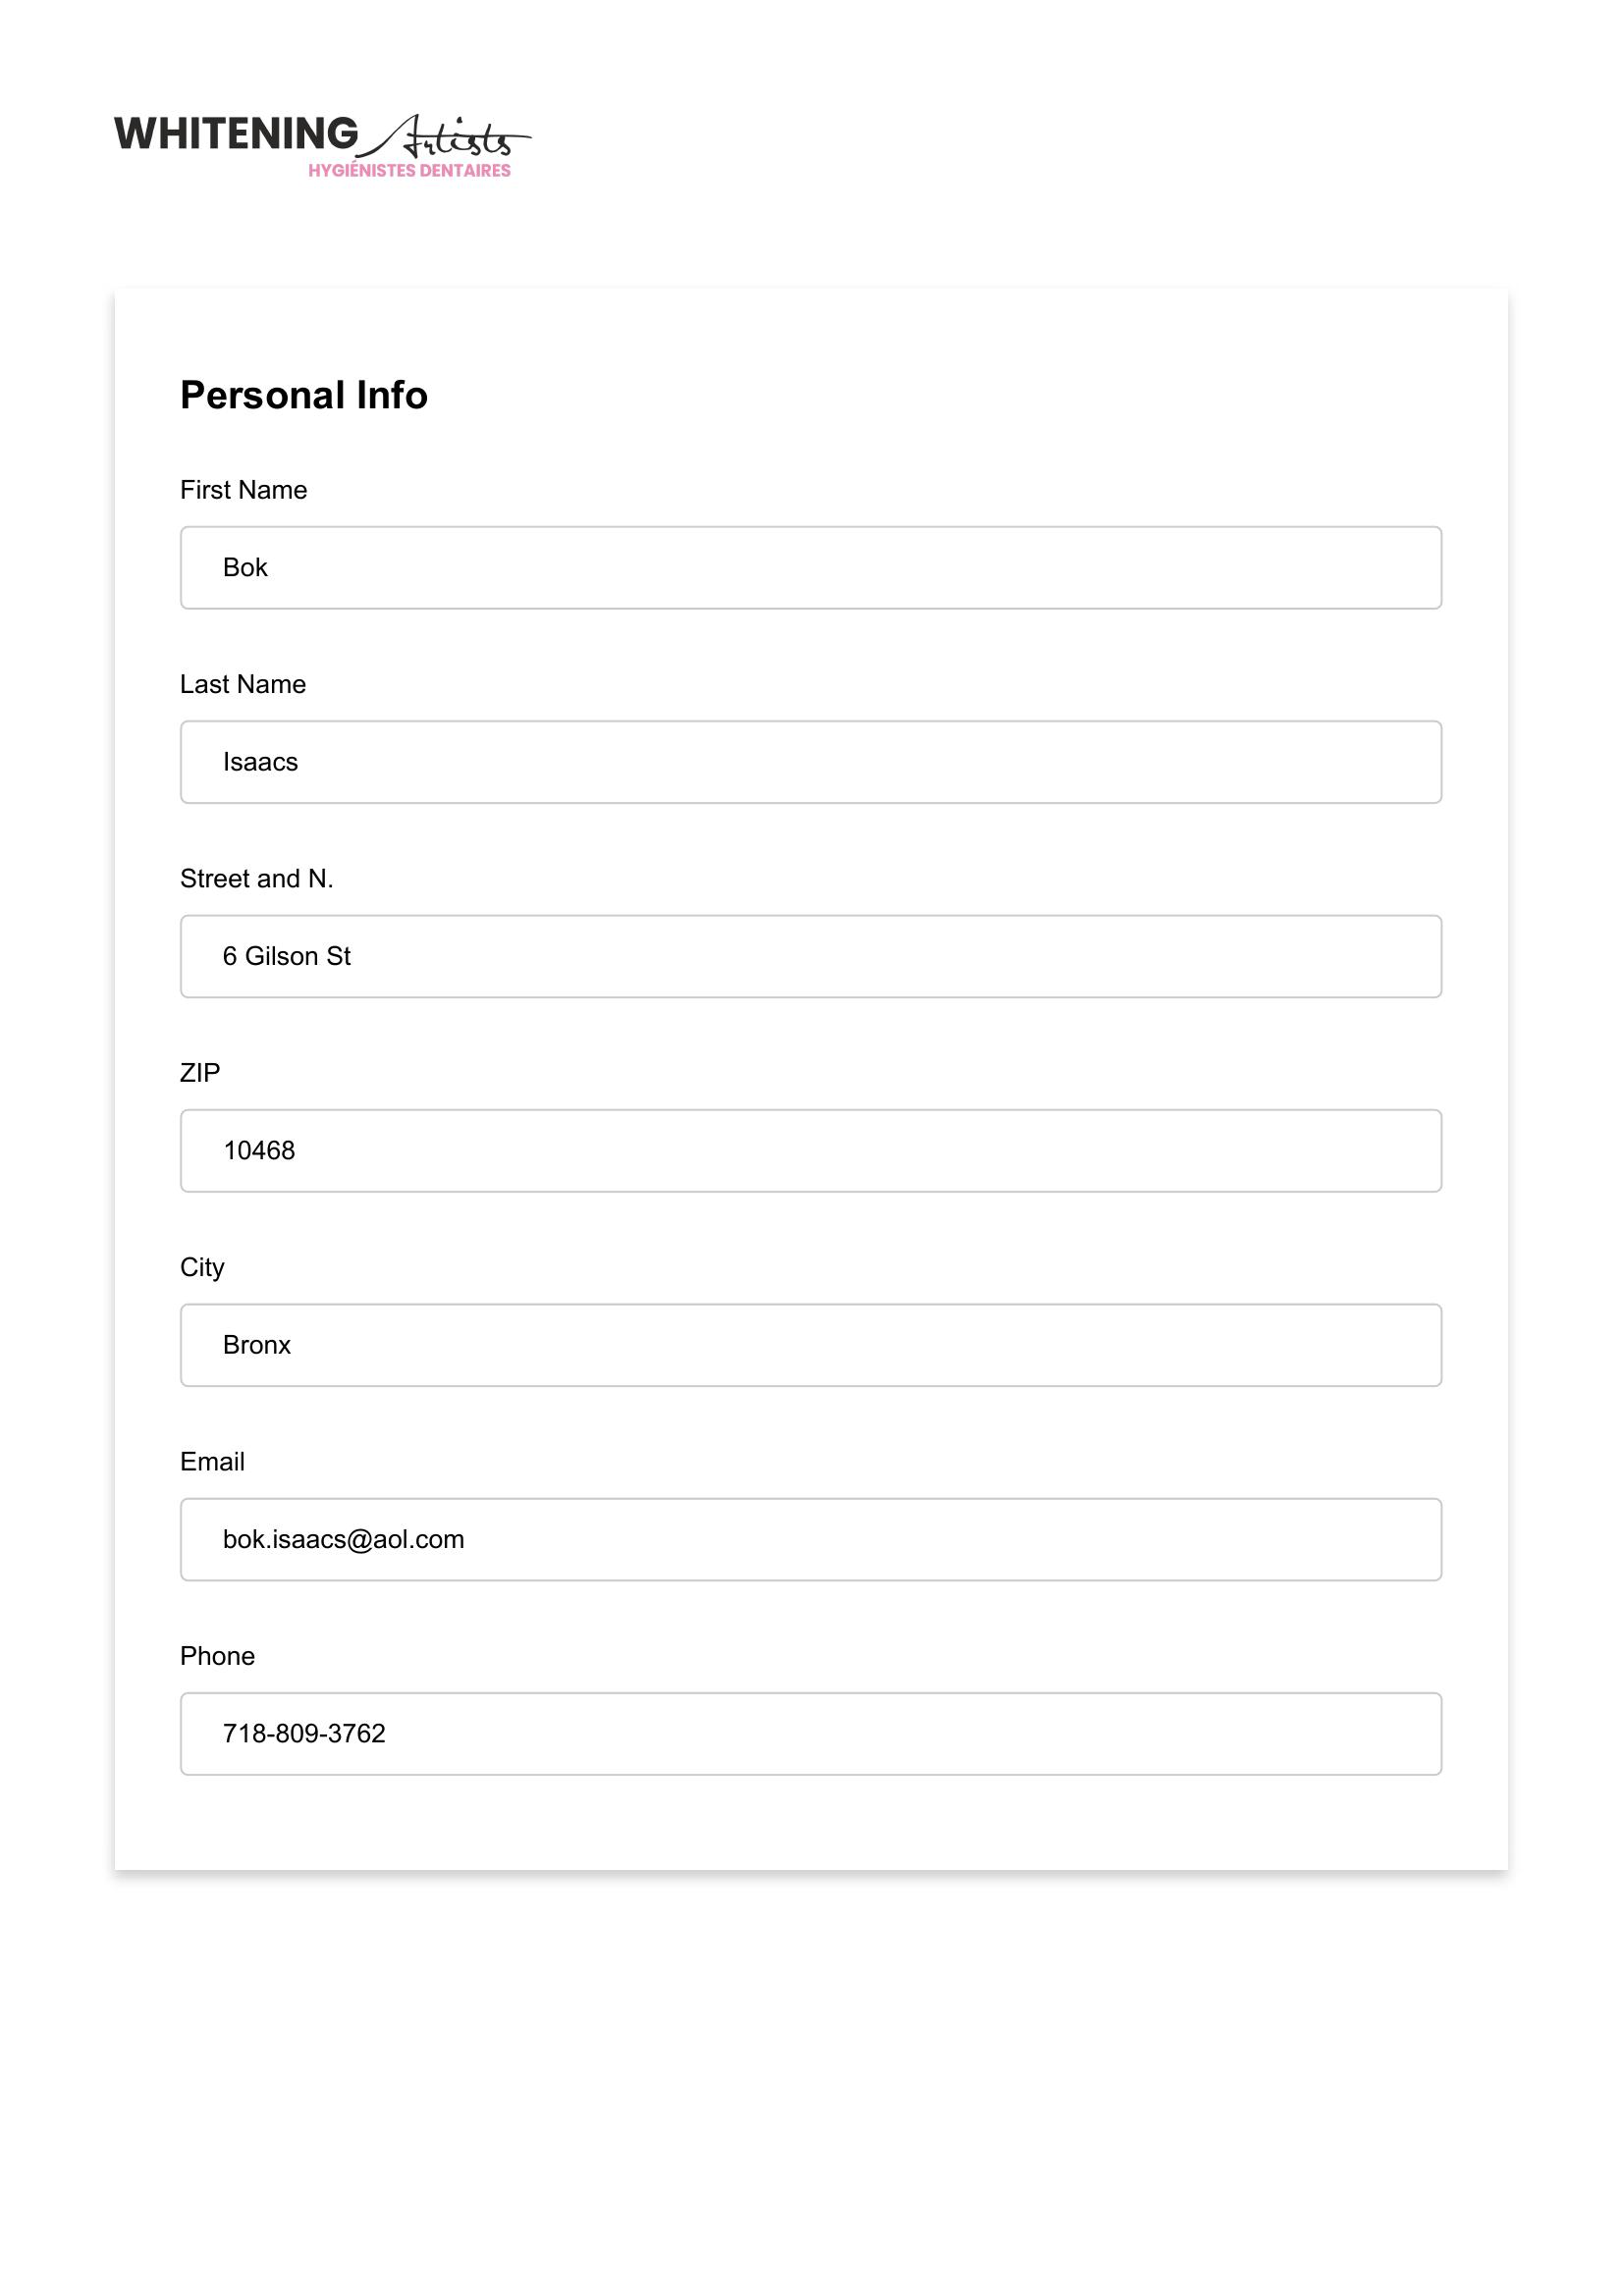 WHITENING Artists
HYGIÉNISTES DENTAIRES
Personal Info
First Name
Bok
Last Name
Isaacs
Street and N.
6 Gilson St
ZIP
10468
City
Bronx
Email
bok.isaacs@aol.com
Phone
718-809-3762